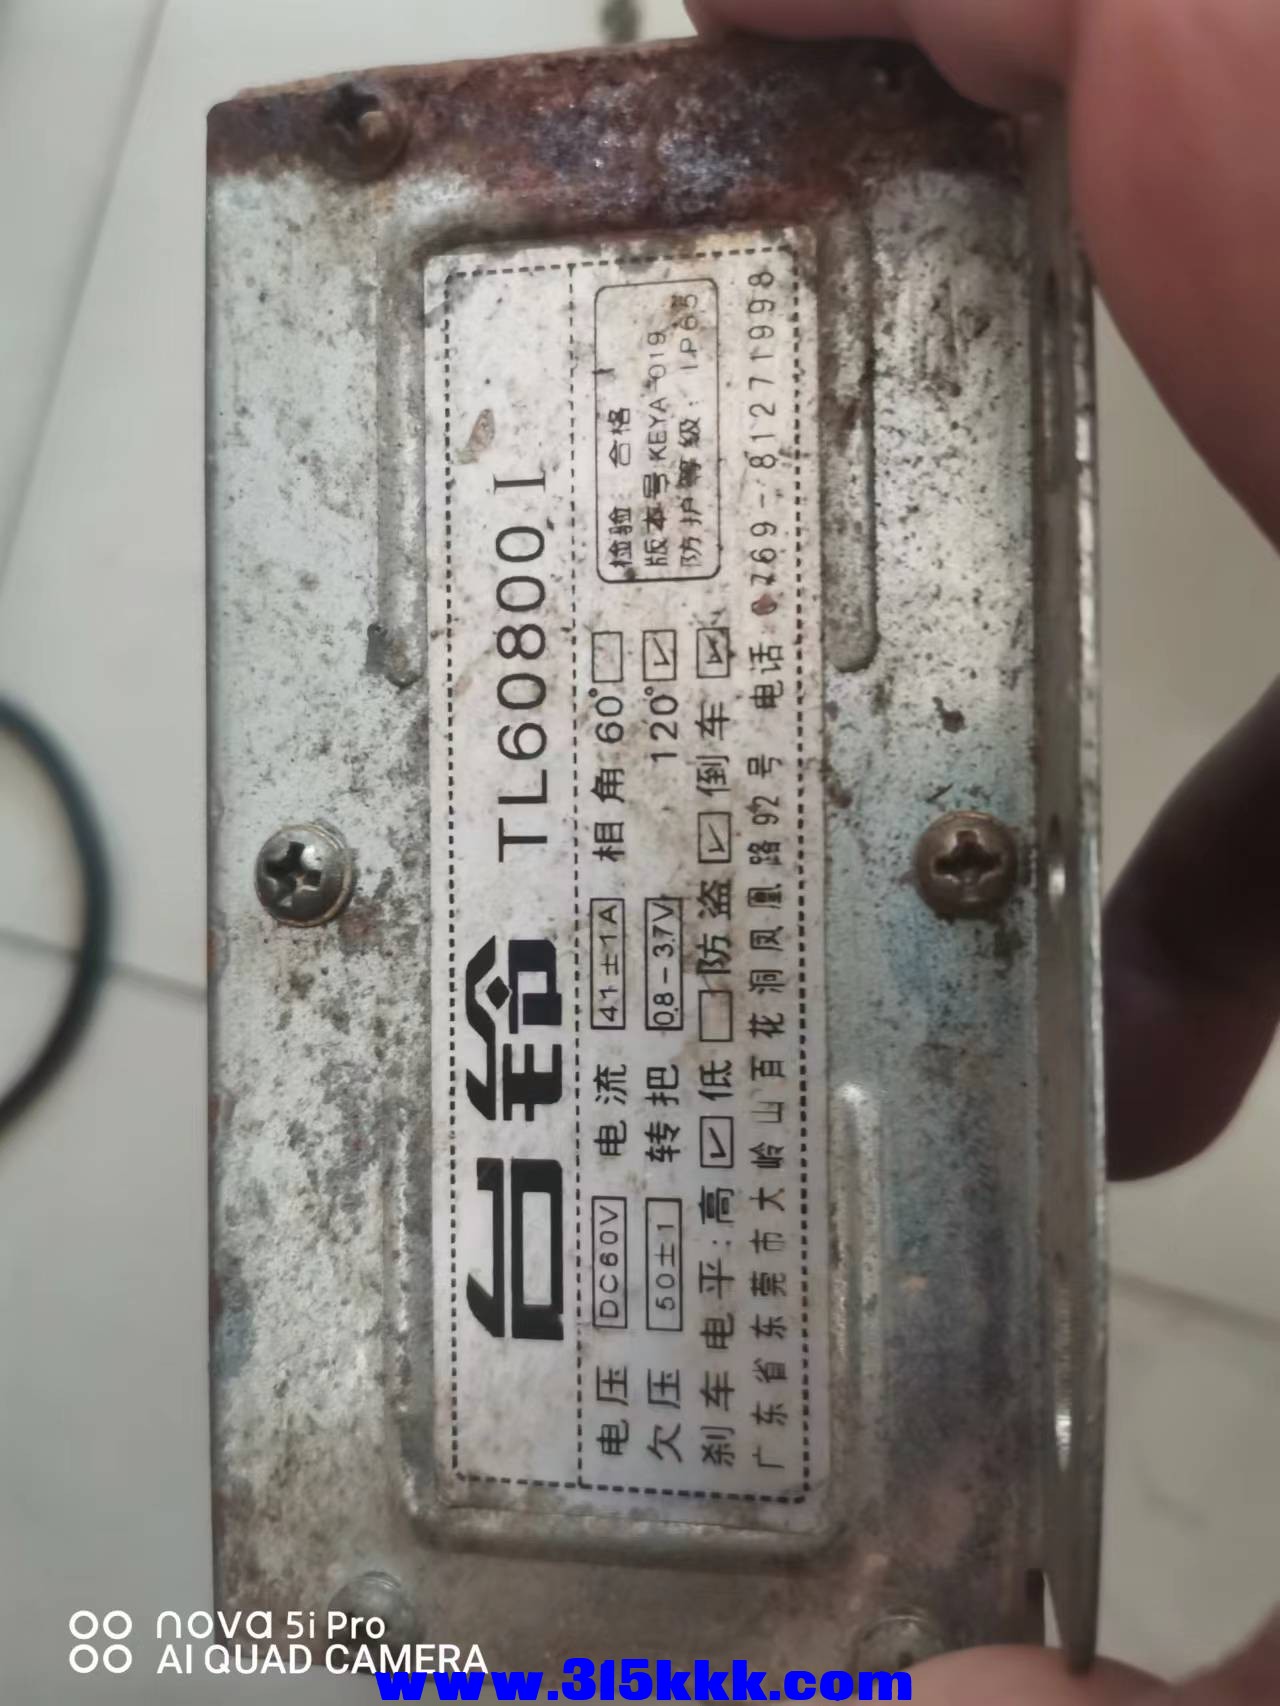 台铃 TL60800 I
电压 DC60V 电流 41±1A 相角 60° □
欠压 50±1 转把 0.8-3.7V 120° ☑
刹车电平:高 ☑ 低 □ 防盗 ☑ 倒车 ☑
检验 合格
版本号KEYA 019
防护等级: IP65
广东省东莞市大岭山百花洞凤凰路92号 电话 0769-81271998
nova 5i Pro
AI QUAD CAMERA
www.315kkk.com